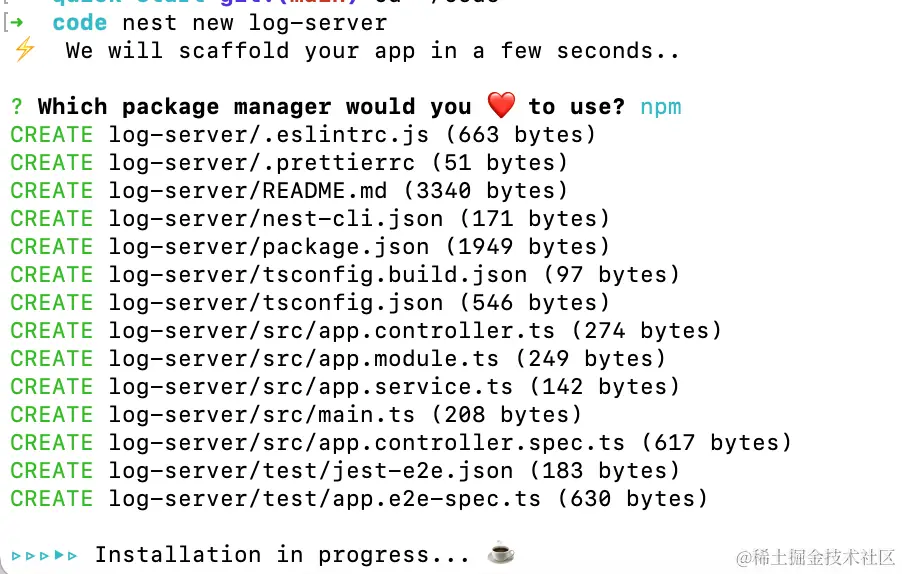 code nest new log-server
We will scaffold your app in a few seconds..
? Which package manager would you ❤️ to use? npm
CREATE log-server/.eslintrc.js (663 bytes)
CREATE log-server/.prettierrc (51 bytes)
CREATE log-server/README.md (3340 bytes)
CREATE log-server/nest-cli.json (171 bytes)
CREATE log-server/package.json (1949 bytes)
CREATE log-server/tsconfig.build.json (97 bytes)
CREATE log-server/tsconfig.json (546 bytes)
CREATE log-server/src/app.controller.ts (274 bytes)
CREATE log-server/src/app.module.ts (249 bytes)
CREATE log-server/src/app.service.ts (142 bytes)
CREATE log-server/src/main.ts (208 bytes)
CREATE log-server/src/app.controller.spec.ts (617 bytes)
CREATE log-server/test/jest-e2e.json (183 bytes)
CREATE log-server/test/app.e2e-spec.ts (630 bytes)
▹▹▹▸▹ Installation in progress... ☕
@稀土掘金技术社区